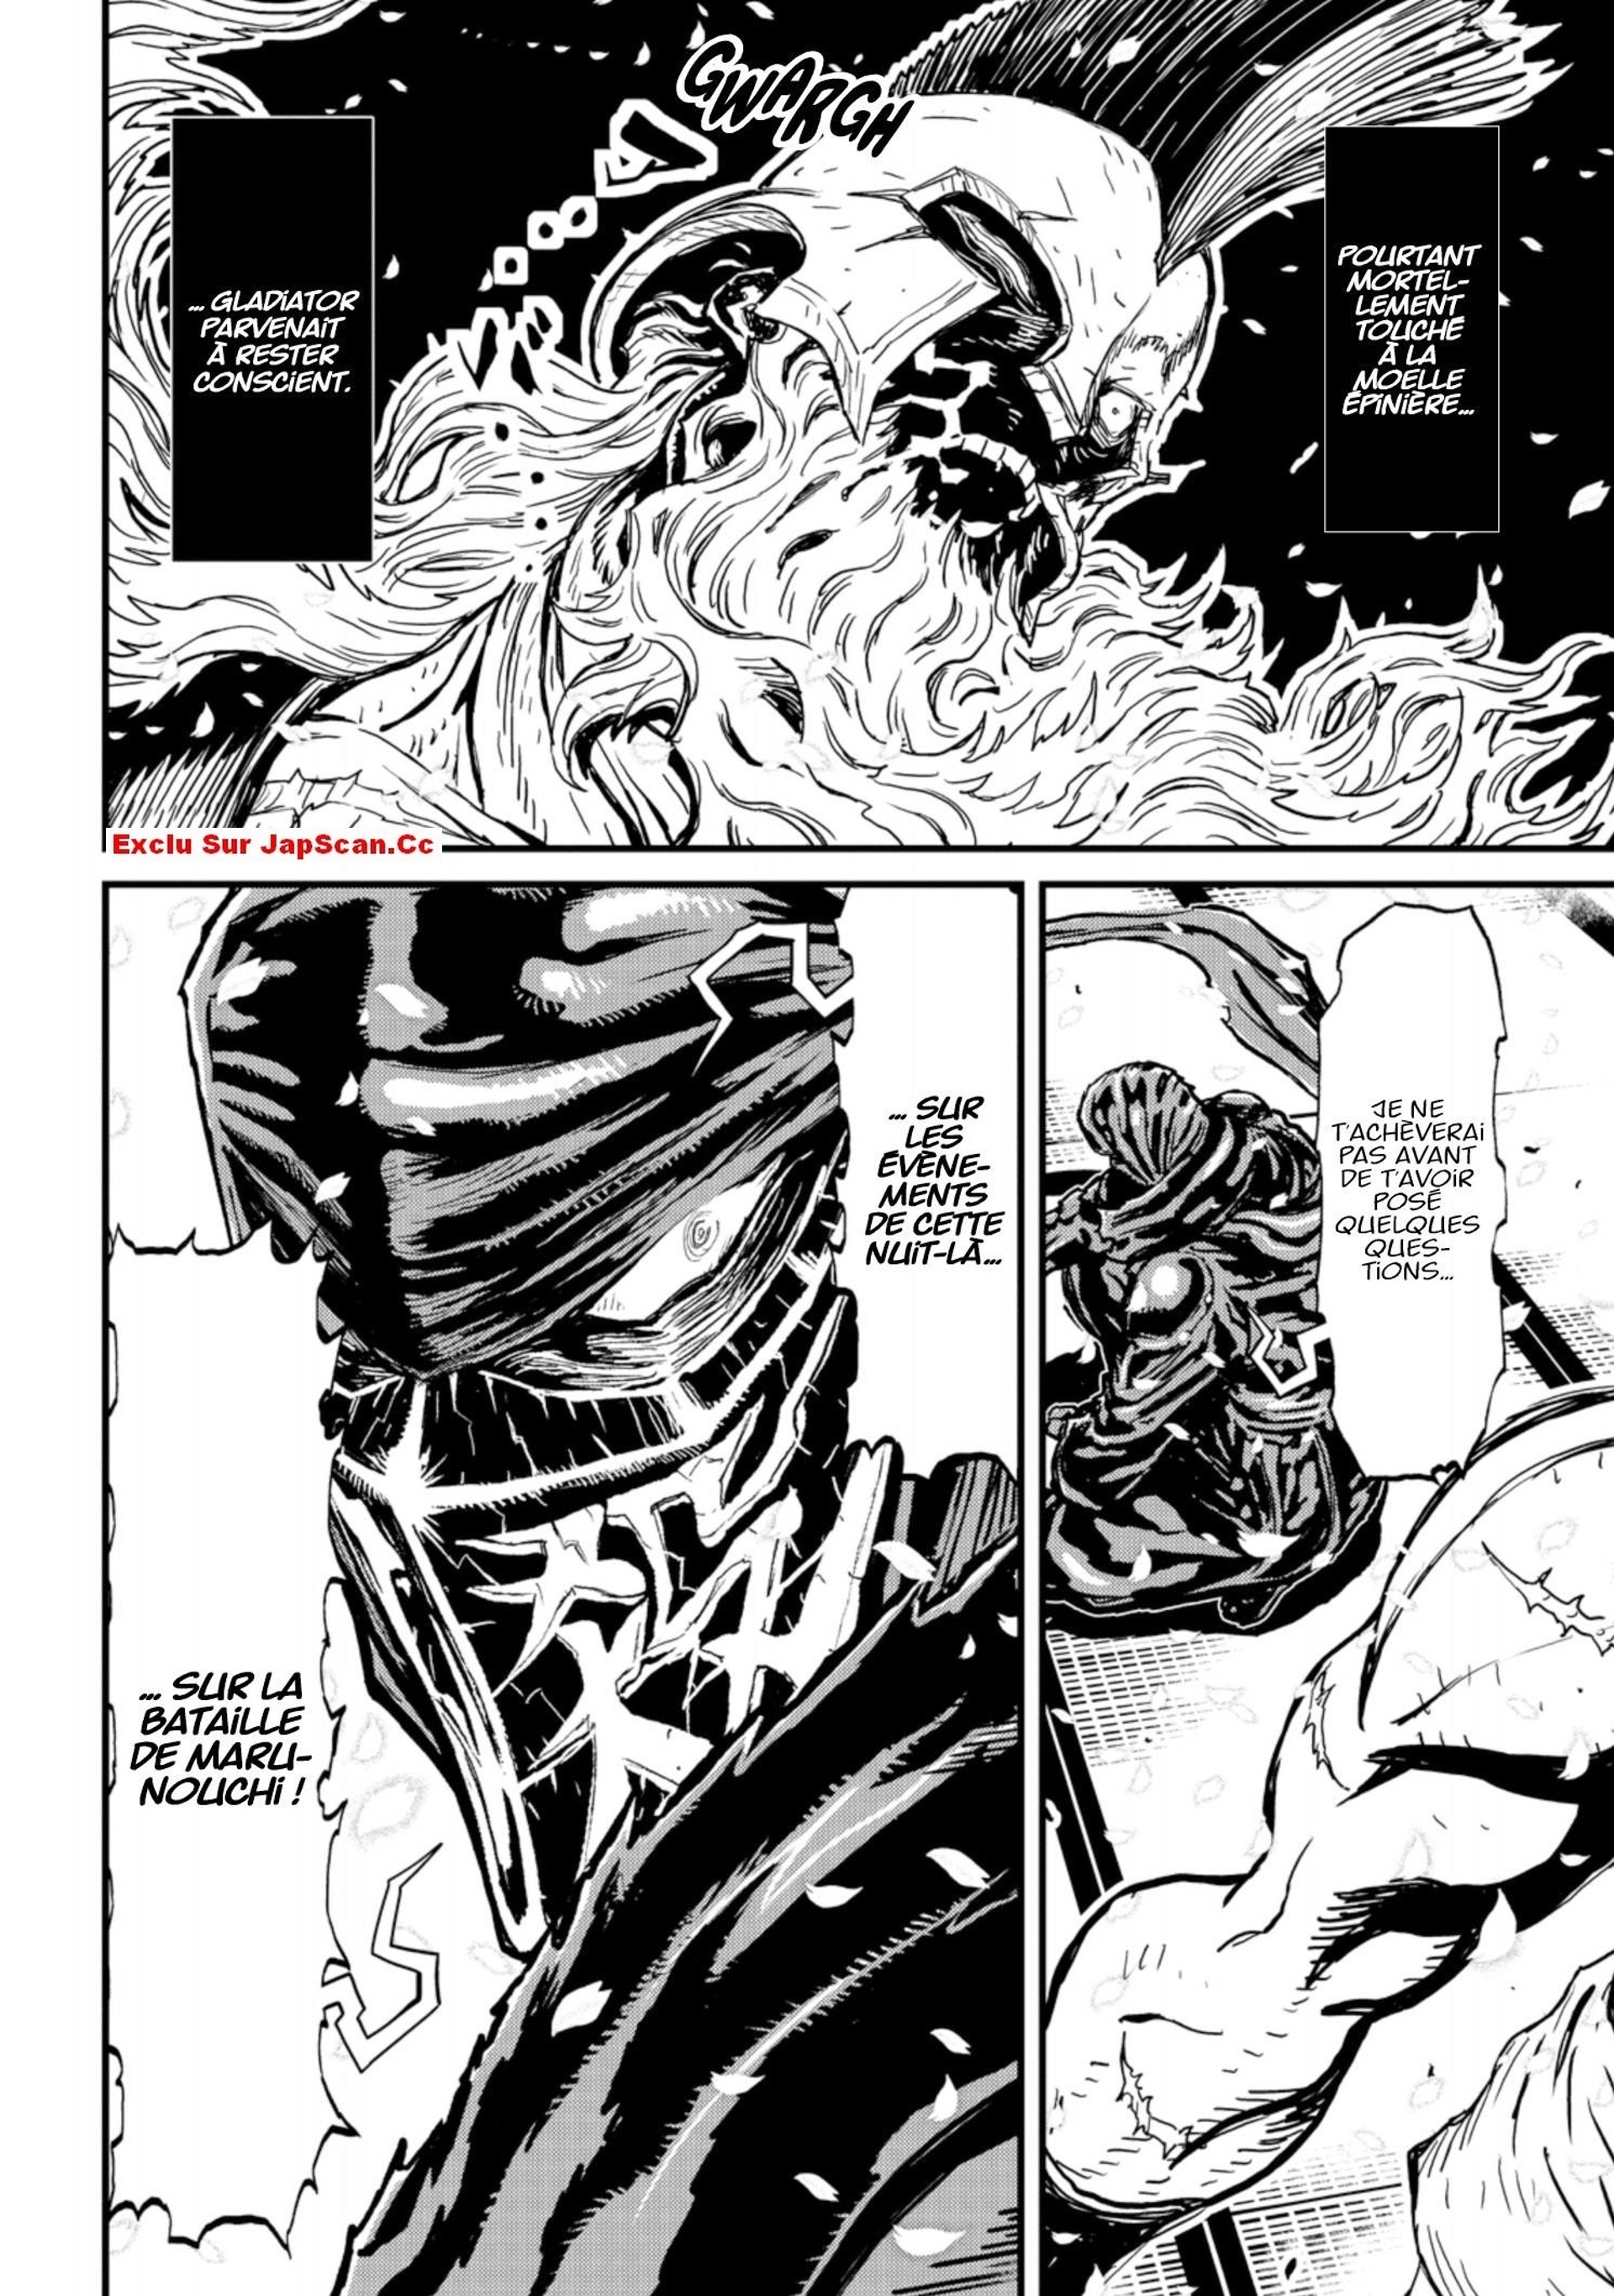 GWARGH
POURTANT
MORTEL-
LEMENT
TOUCHÉ
À LA
MOELLE
ÉPINIÈRE...
... GLADIATOR
PARVENAIT
À RESTER
CONSCIENT.
Exclu Sur JapScan.Cc
JE NE
T'ACHÈVERAI
PAS AVANT
DE T'AVOIR
POSÉ
QUELQUES
QUES-
TIONS...
... SUR
LES
ÉVÈNE-
MENTS
DE CETTE
NUIT-LÀ...
... SUR LA
BATAILLE
DE MARU-
NOUCHI !